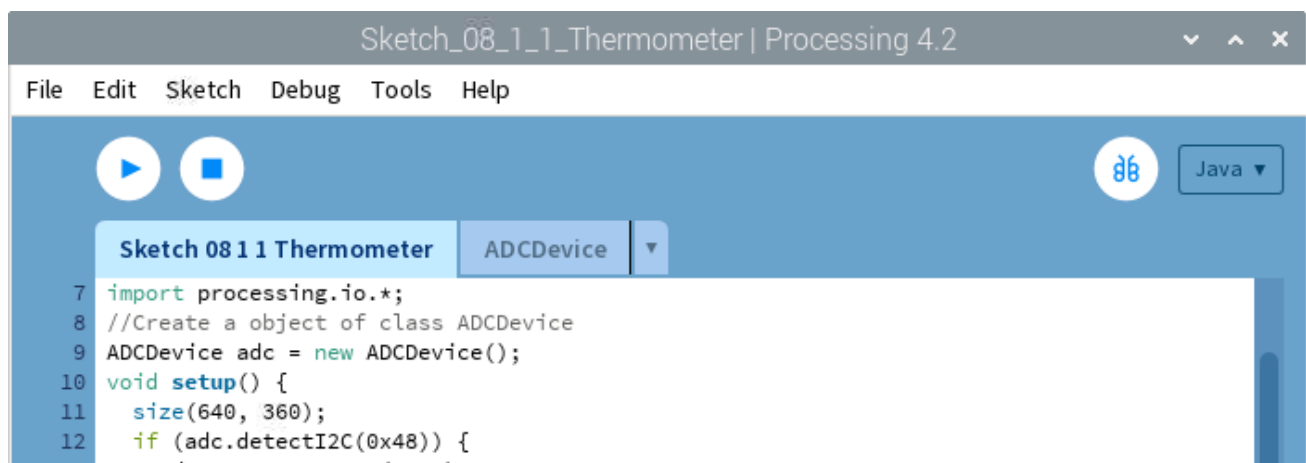 Sketch_08_1_1_Thermometer | Processing 4.2
File Edit Sketch Debug Tools Help
Java ▾
Sketch 08 1 1 Thermometer ADCDevice ▾
7 import processing.io.*;
8 //Create a object of class ADCDevice
9 ADCDevice adc = new ADCDevice();
10 void setup() {
11 size(640, 360);
12 if (adc.detectI2C(0x48)) {